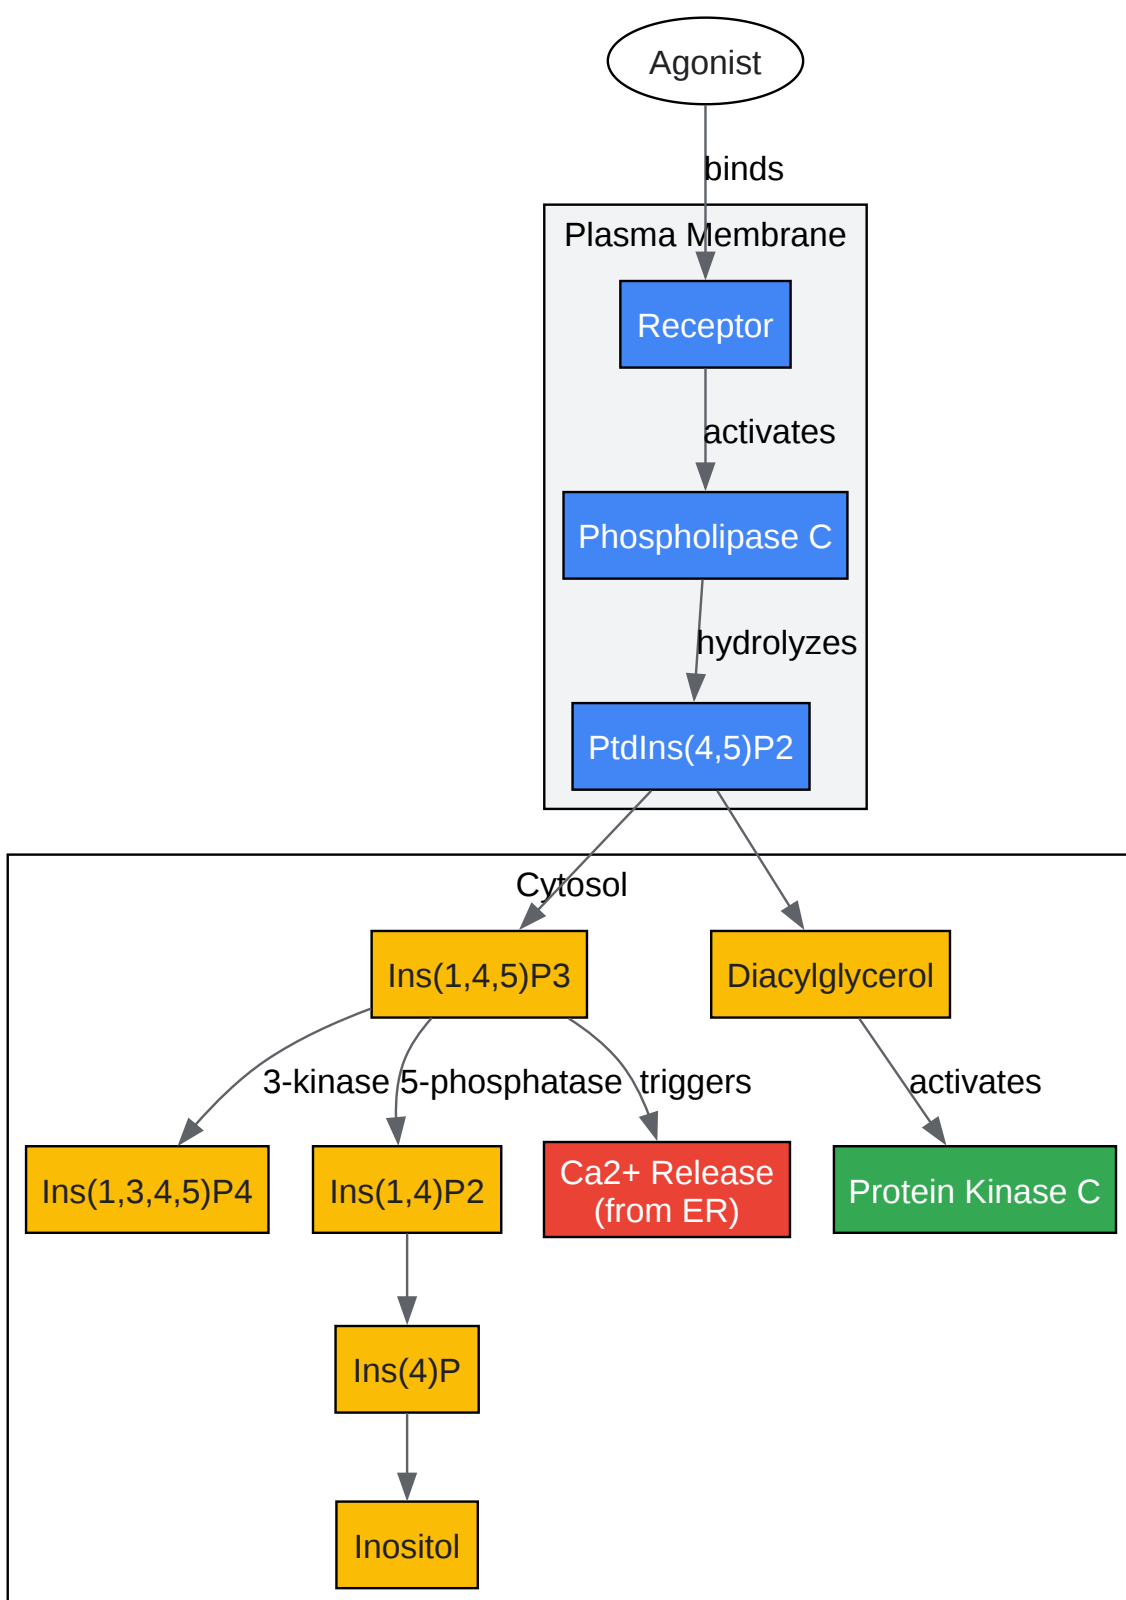 Agonist
binds
Plasma Membrane
Receptor
activates
Phospholipase C
hydrolyzes
PtdIns(4,5)P2
Cytosol
Ins(1,4,5)P3
Diacylglycerol
3-kinase
5-phosphatase
triggers
activates
Ins(1,3,4,5)P4
Ins(1,4)P2
Ca2+ Release
(from ER)
Protein Kinase C
Ins(4)P
Inositol